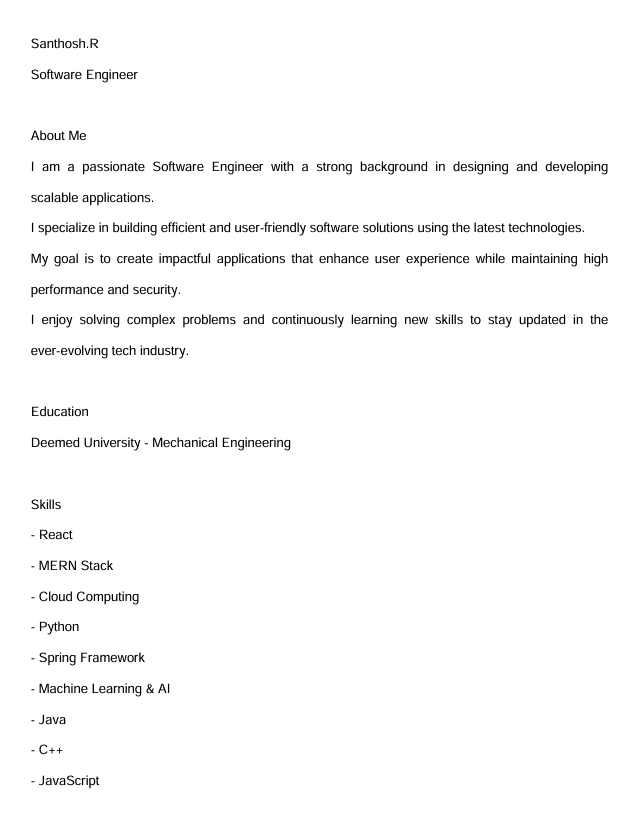 Santhosh.R
Software Engineer
About Me
I am a passionate Software Engineer with a strong background in designing and developing
scalable applications.
I specialize in building efficient and user-friendly software solutions using the latest technologies.
My goal is to create impactful applications that enhance user experience while maintaining high
performance and security.
I enjoy solving complex problems and continuously learning new skills to stay updated in the
ever-evolving tech industry.
Education
Deemed University - Mechanical Engineering
Skills
- React
- MERN Stack
- Cloud Computing
- Python
- Spring Framework
- Machine Learning & AI
- Java
- C++
- JavaScript